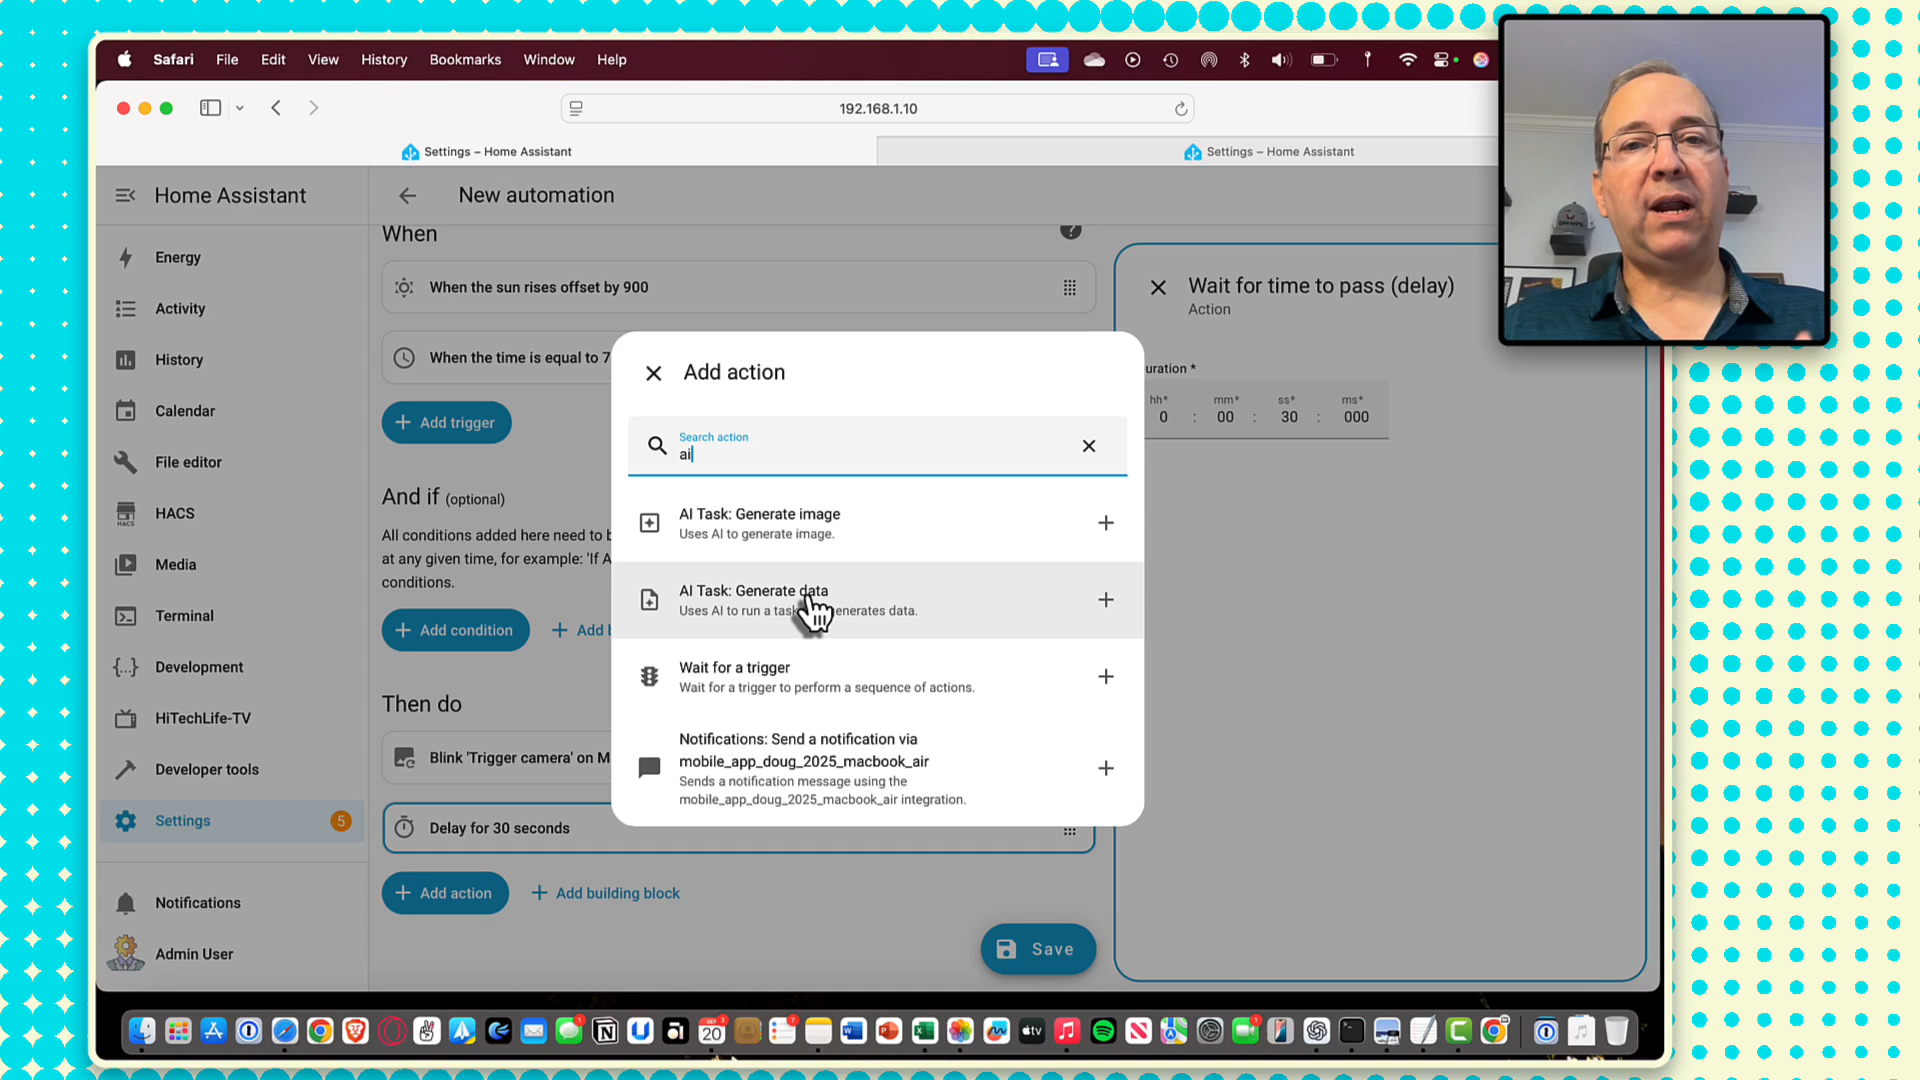 Safari File Edit View History Bookmarks Window Help
192.168.1.10
Settings – Home Assistant
Settings – Home Assistant
Home Assistant
New automation
Energy
Activity
History
Calendar
File editor
HACS
HACS
Media
Terminal
Development
HiTechLife-TV
Developer tools
Settings
5
Notifications
Admin User
When
When the sun rises offset by 900
When the time is equal to 7
Add trigger
And if (optional)
All conditions added here need to b
at any given time, for example: 'If A
conditions.
Add condition
Add b
Then do
Blink 'Trigger camera' on M
Delay for 30 seconds
Add action
Add building block
Save
Add action
Search action
ai
AI Task: Generate image
Uses AI to generate image.
AI Task: Generate data
Uses AI to run a task enerates data.
Wait for a trigger
Wait for a trigger to perform a sequence of actions.
Notifications: Send a notification via
mobile_app_doug_2025_macbook_air
Sends a notification message using the
mobile_app_doug_2025_macbook_air integration.
Wait for time to pass (delay)
Action
uration *
hh* mm* ss* ms*
0 : 00 : 30 : 000
20
tv